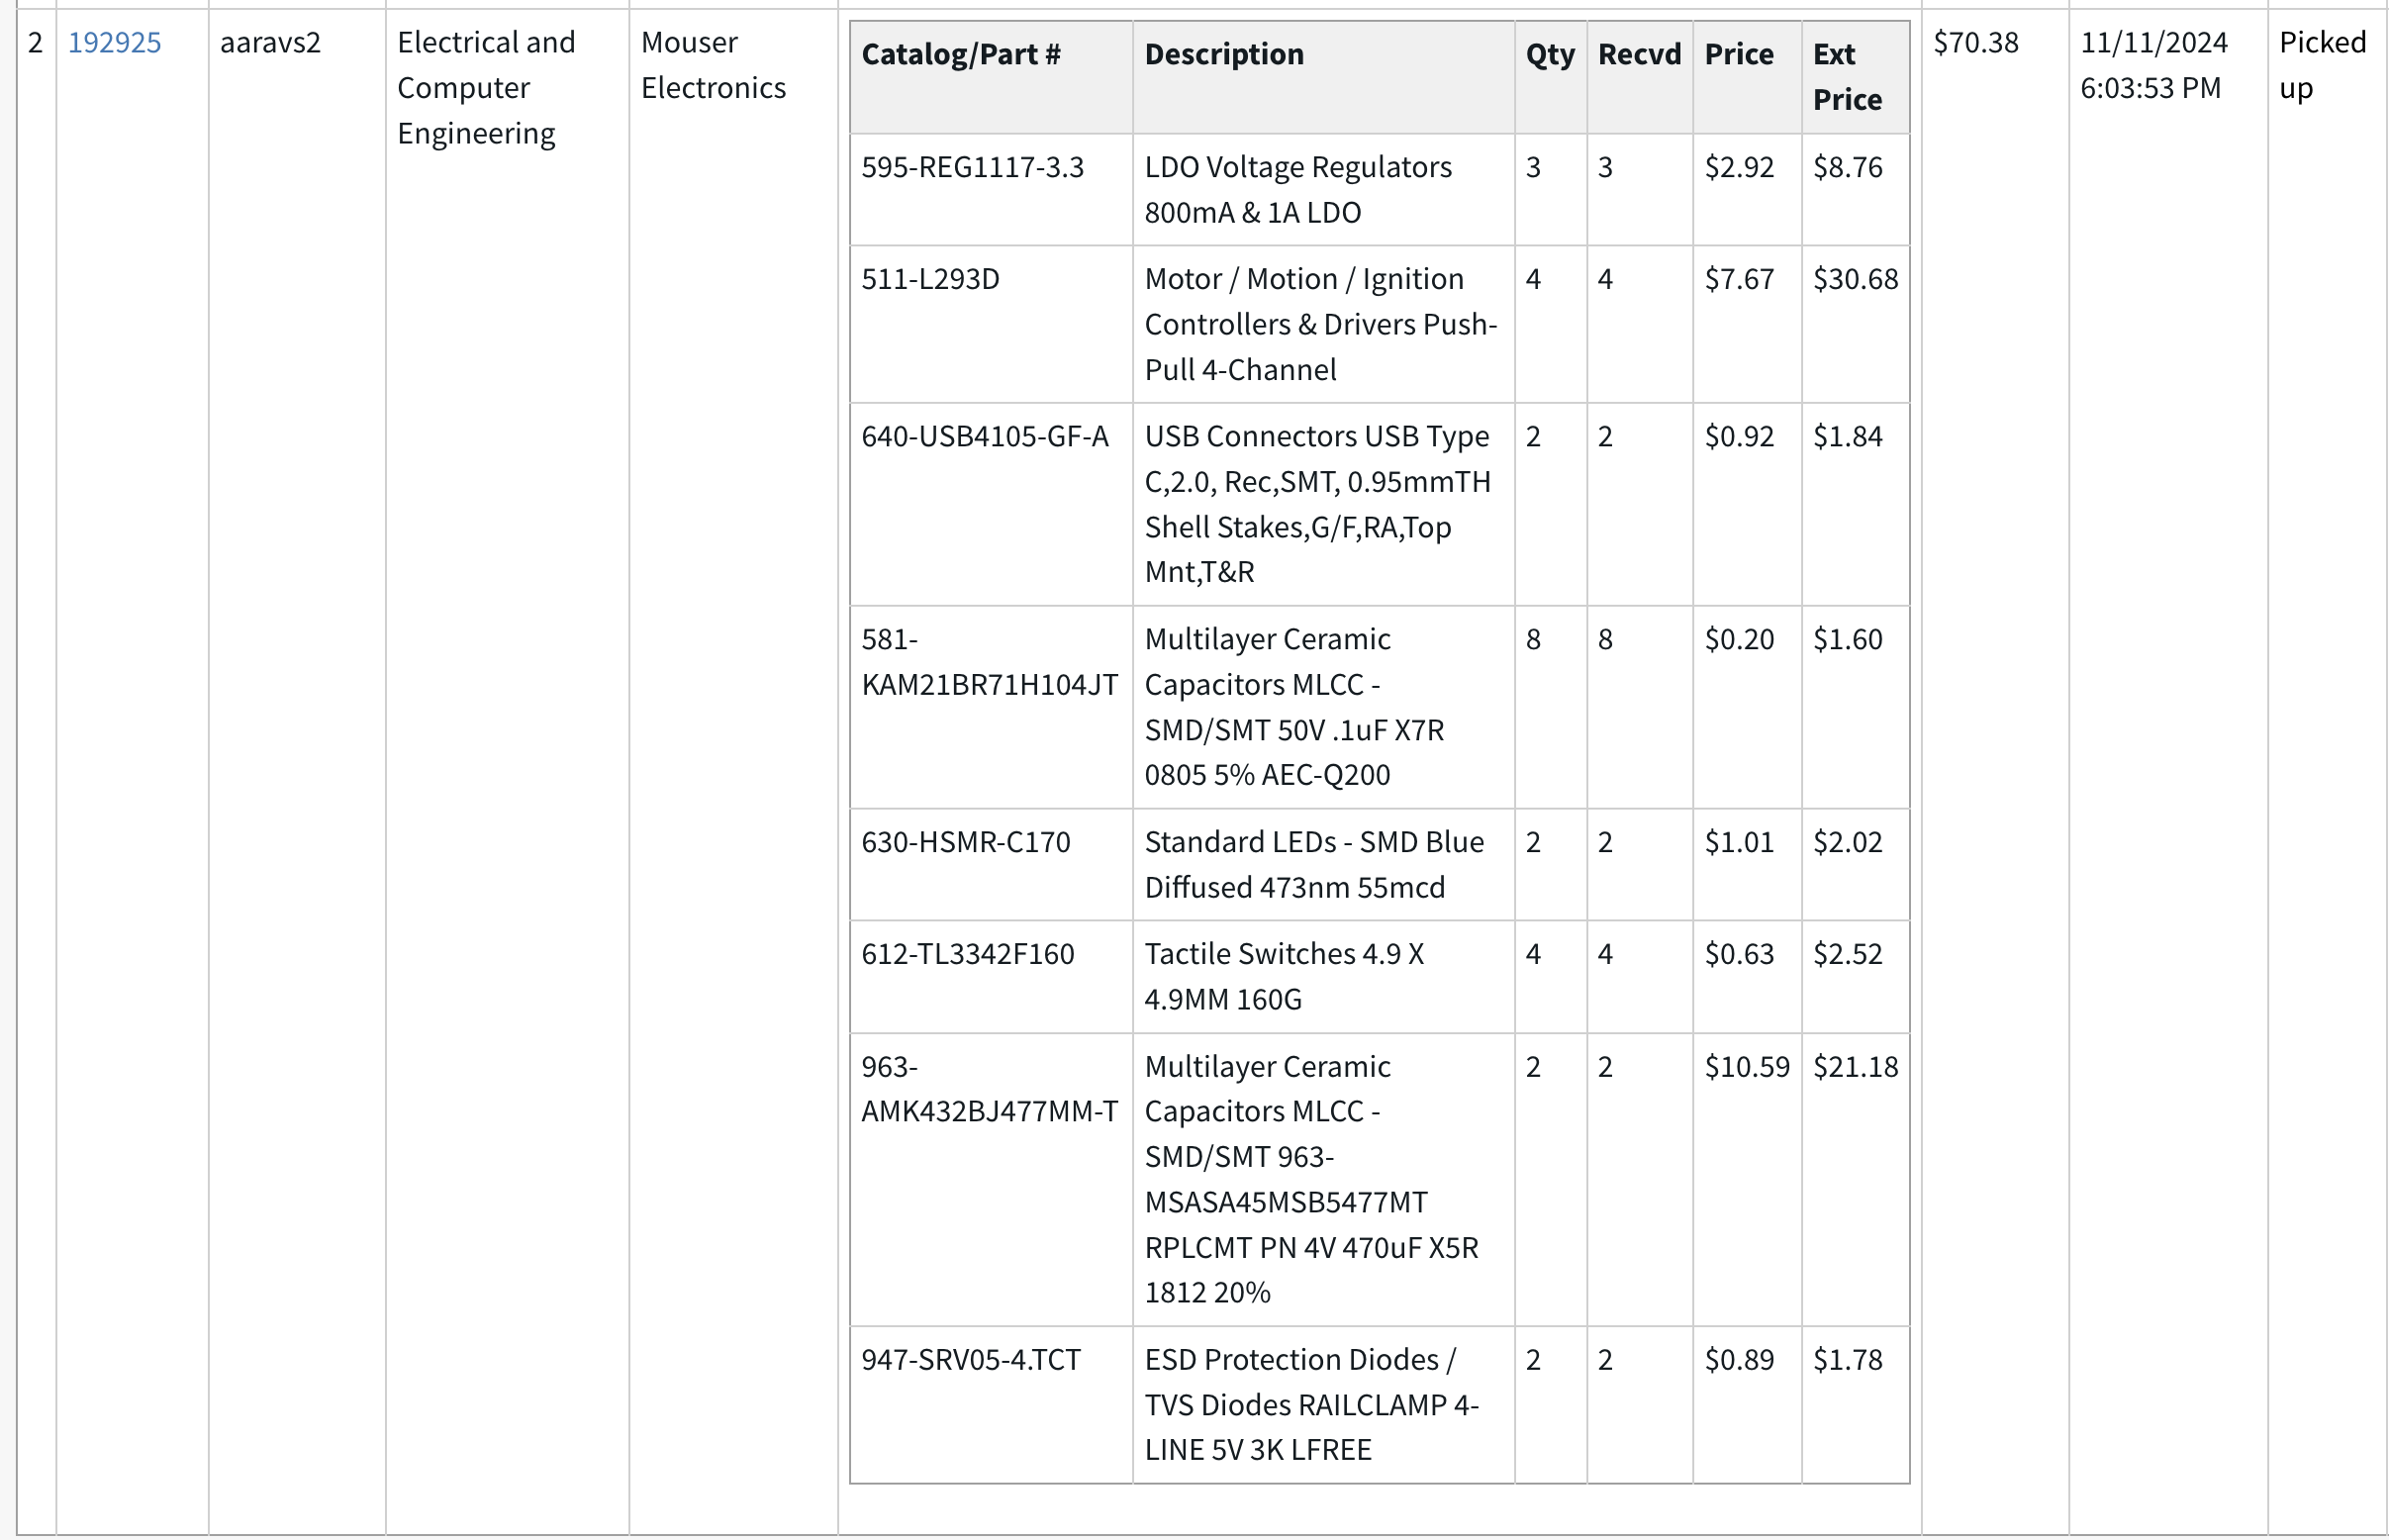 2 192925 aaravs2 Electrical and Computer Engineering Mouser Electronics
Catalog/Part # Description Qty Recvd Price Ext Price
595-REG1117-3.3 LDO Voltage Regulators
800mA & 1A LDO 3 3 $2.92 $8.76
511-L293D Motor / Motion / Ignition
Controllers & Drivers Push-
Pull 4-Channel 4 4 $7.67 $30.68
640-USB4105-GF-A USB Connectors USB Type
C,2.0, Rec,SMT, 0.95mmTH
Shell Stakes,G/F,RA,Top
Mnt,T&R 2 2 $0.92 $1.84
581-
KAM21BR71H104JT Multilayer Ceramic
Capacitors MLCC -
SMD/SMT 50V .1uF X7R
0805 5% AEC-Q200 8 8 $0.20 $1.60
630-HSMR-C170 Standard LEDs - SMD Blue
Diffused 473nm 55mcd 2 2 $1.01 $2.02
612-TL3342F160 Tactile Switches 4.9 X
4.9MM 160G 4 4 $0.63 $2.52
963-
AMK432BJ477MM-T Multilayer Ceramic
Capacitors MLCC -
SMD/SMT 963-
MSASA45MSB5477MT
RPLCMT PN 4V 470uF X5R
1812 20% 2 2 $10.59 $21.18
947-SRV05-4.TCT ESD Protection Diodes /
TVS Diodes RAILCLAMP 4-
LINE 5V 3K LFREE 2 2 $0.89 $1.78
$70.38 11/11/2024
6:03:53 PM Picked
up